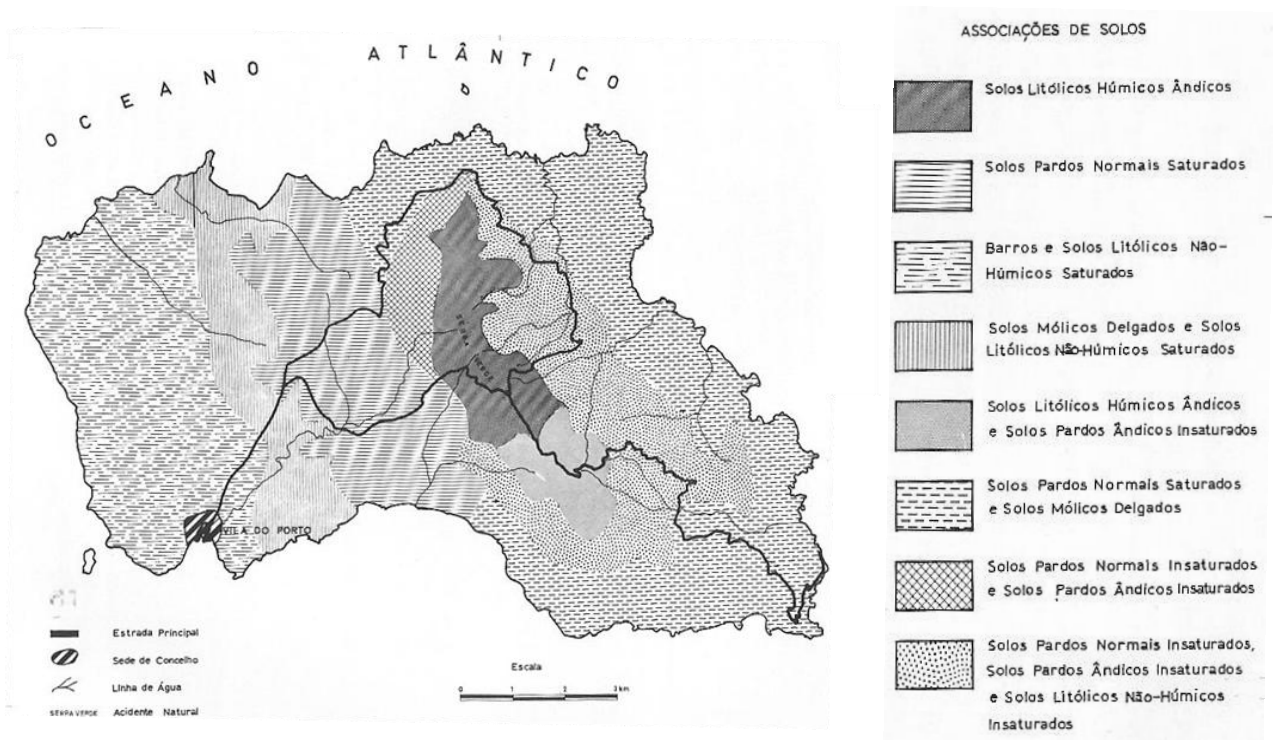 OCEANO ATLÂNTICO
SERRA VERDE
VILA DO PORTO
Estrada Principal
Sede de Concelho
Linha de Água
SERRA VERDE Acidente Natural
Escala
0 1 2 3 km
ASSOCIAÇÕES DE SOLOS
Solos Litólicos Húmicos Ândicos
Solos Pardos Normais Saturados
Barros e Solos Litólicos Não-
Húmicos Saturados
Solos Mólicos Delgados e Solos
Litólicos Não-Húmicos Saturados
Solos Litólicos Húmicos Ândicos
e Solos Pardos Ândicos Insaturados
Solos Pardos Normais Saturados
e Solos Mólicos Delgados
Solos Pardos Normais Insaturados
e Solos Pardos Ândicos Insaturados
Solos Pardos Normais Insaturados,
Solos Pardos Ândicos Insaturados
e Solos Litólicos Não-Húmicos
Insaturados